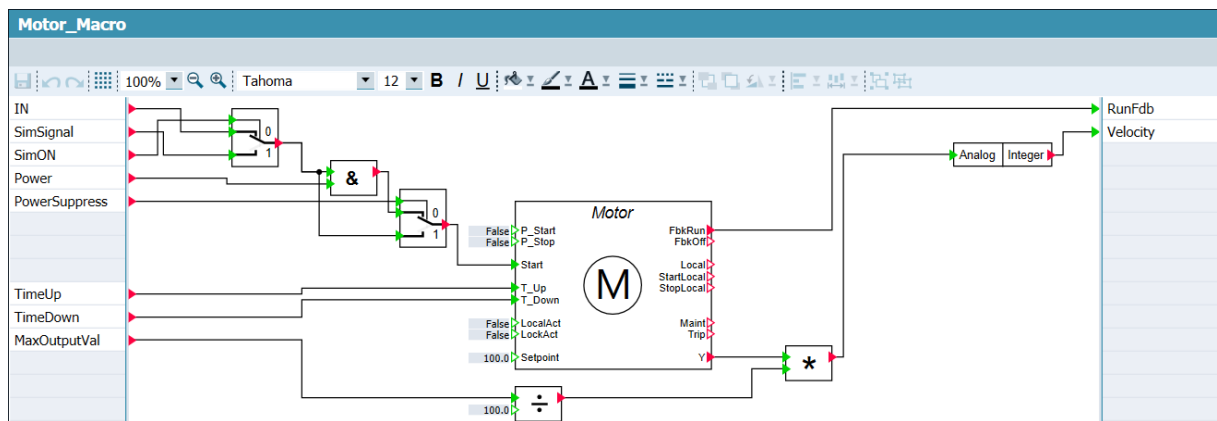 Motor_Macro
100% Tahoma 12 B I U A
IN
SimSignal
SimON
Power
PowerSuppress
TimeUp
TimeDown
MaxOutputVal
0
1
&
0
1
Motor
M
False P_Start
False P_Stop
Start
T_Up
T_Down
False LocalAct
False LockAct
100.0 Setpoint
FbkRun
FbkOff
Local
StartLocal
StopLocal
Maint
Trip
Y
100.0 ÷
*
Analog Integer
RunFdb
Velocity